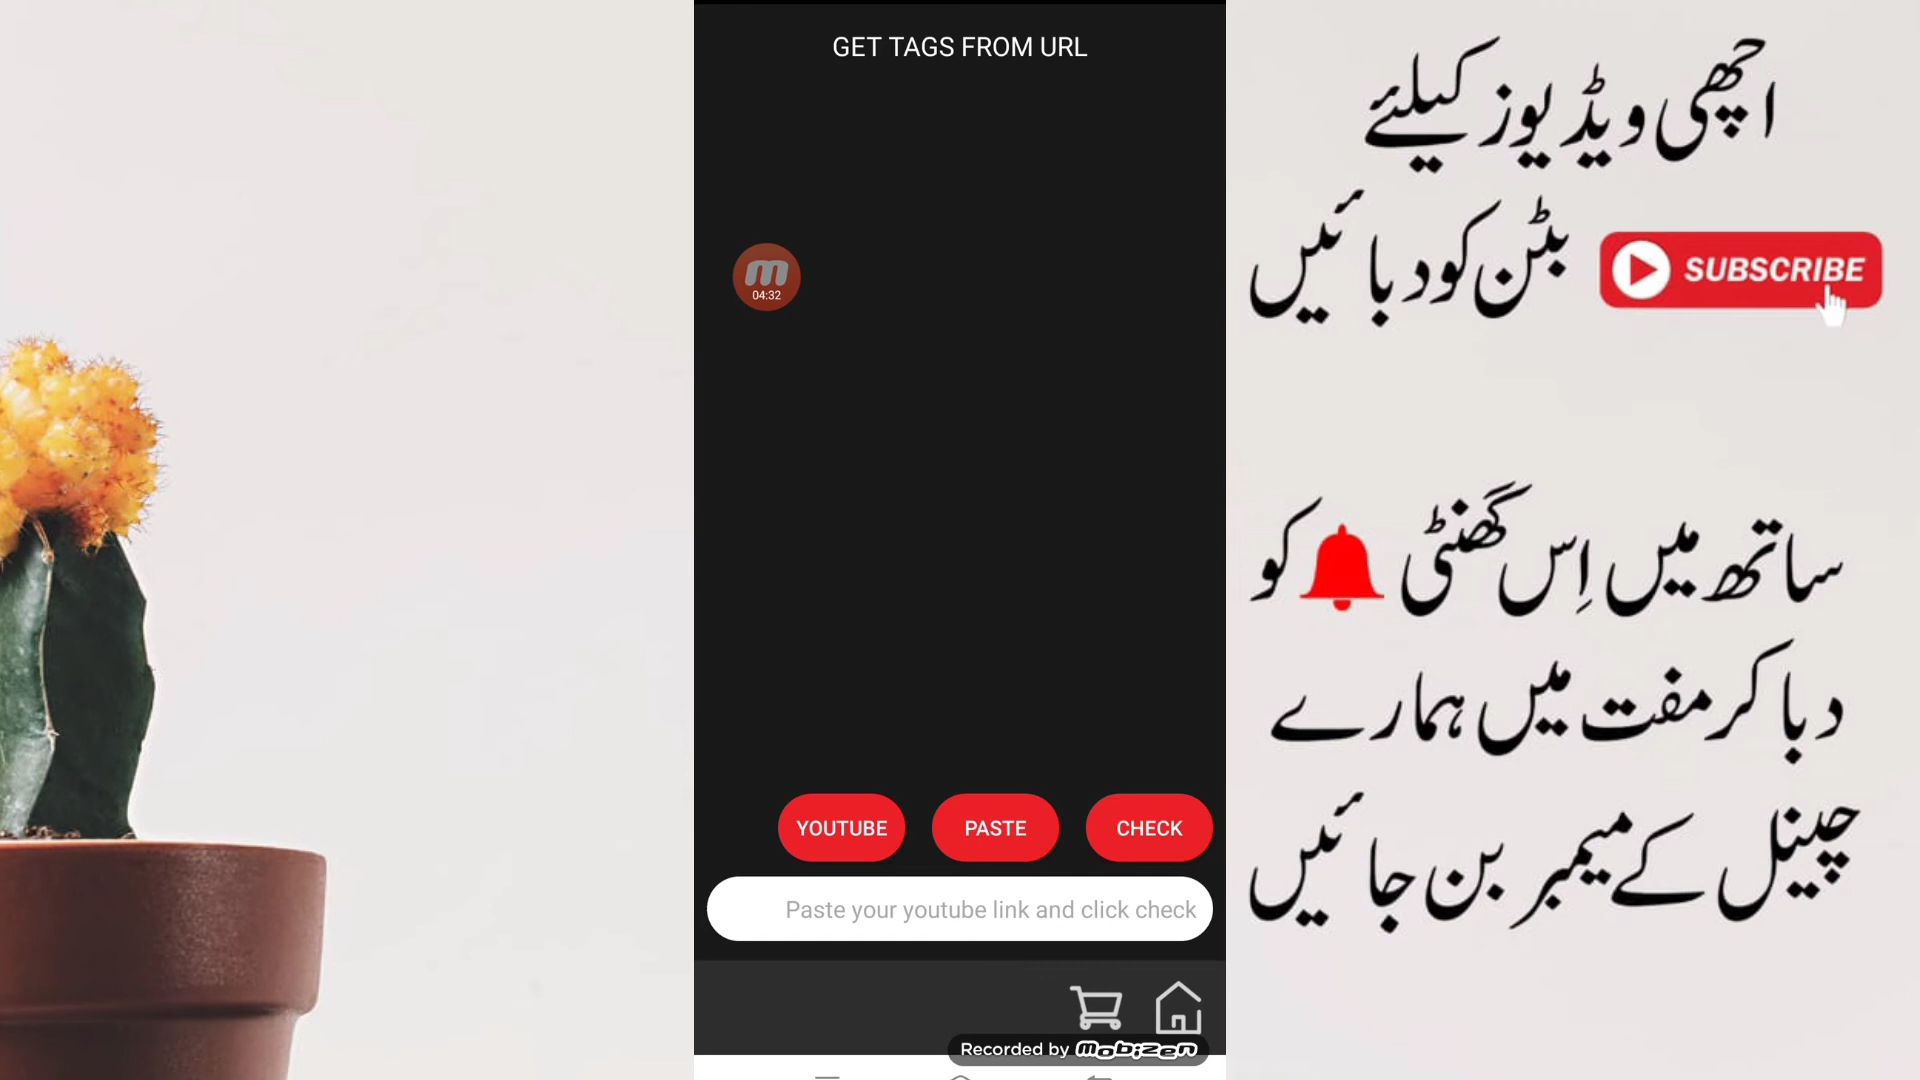 GET TAGS FROM URL
04:32
YOUTUBE PASTE CHECK
Paste your youtube link and click check
Recorded by mobizen
اچھی ویڈیوز کیلئے
بٹن کو دبائیں
SUBSCRIBE
ساتھ میں اِس گھنٹی کو
دبا کر مفت میں ہمارے
چینل کے میمبر بن جائیں